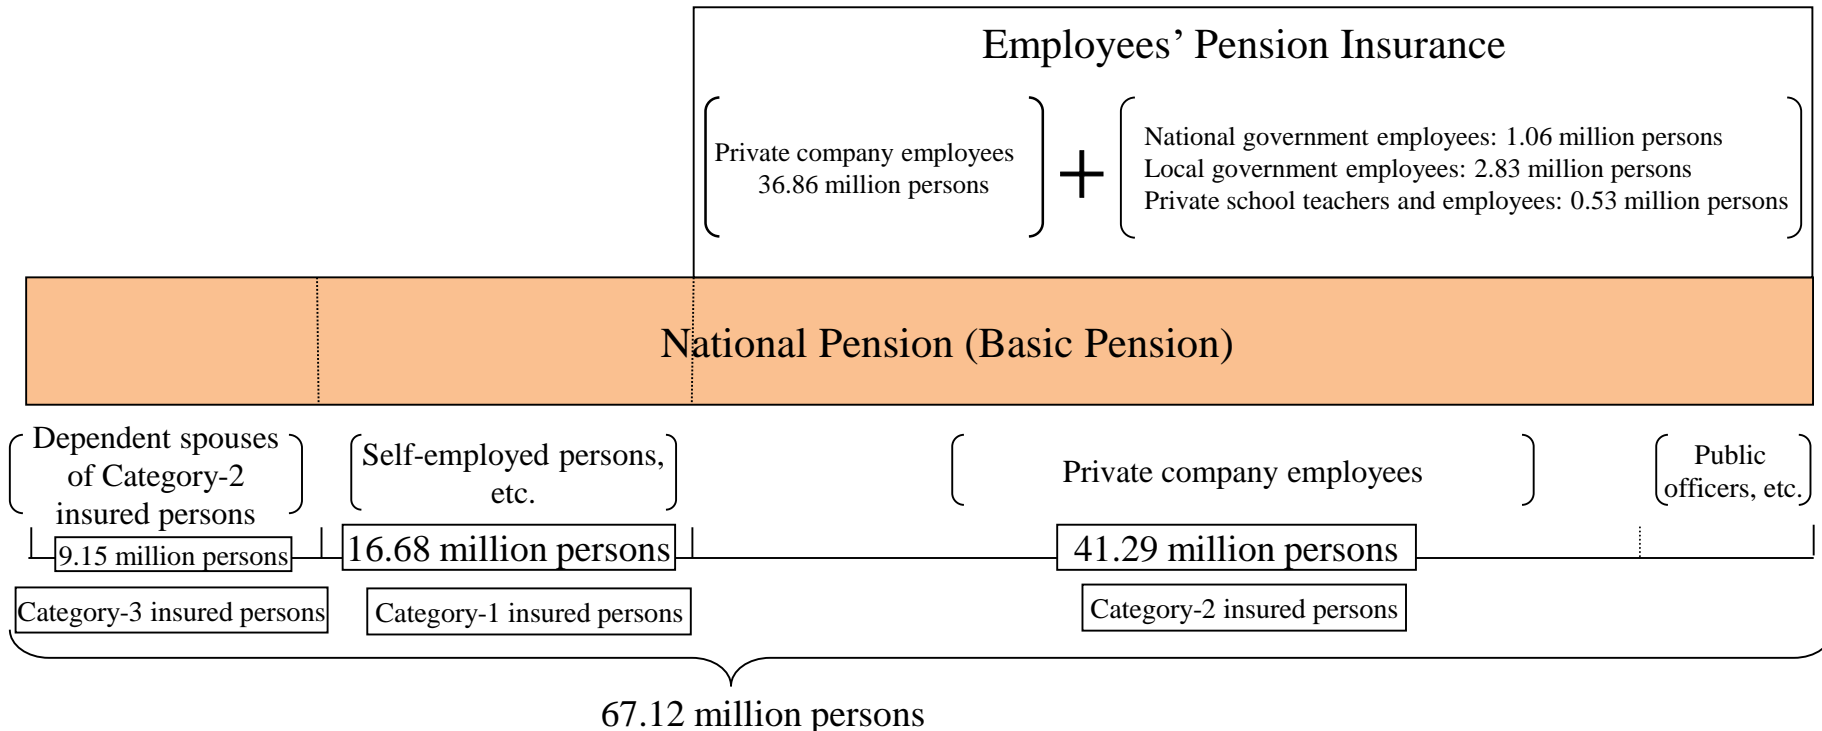 Employees’ Pension Insurance
Private company employees
36.86 million persons
+
National government employees: 1.06 million persons
Local government employees: 2.83 million persons
Private school teachers and employees: 0.53 million persons
National Pension (Basic Pension)
Dependent spouses
of Category-2
insured persons
Self-employed persons,
etc.
Private company employees
Public
officers, etc.
9.15 million persons
16.68 million persons
41.29 million persons
Category-3 insured persons
Category-1 insured persons
Category-2 insured persons
67.12 million persons